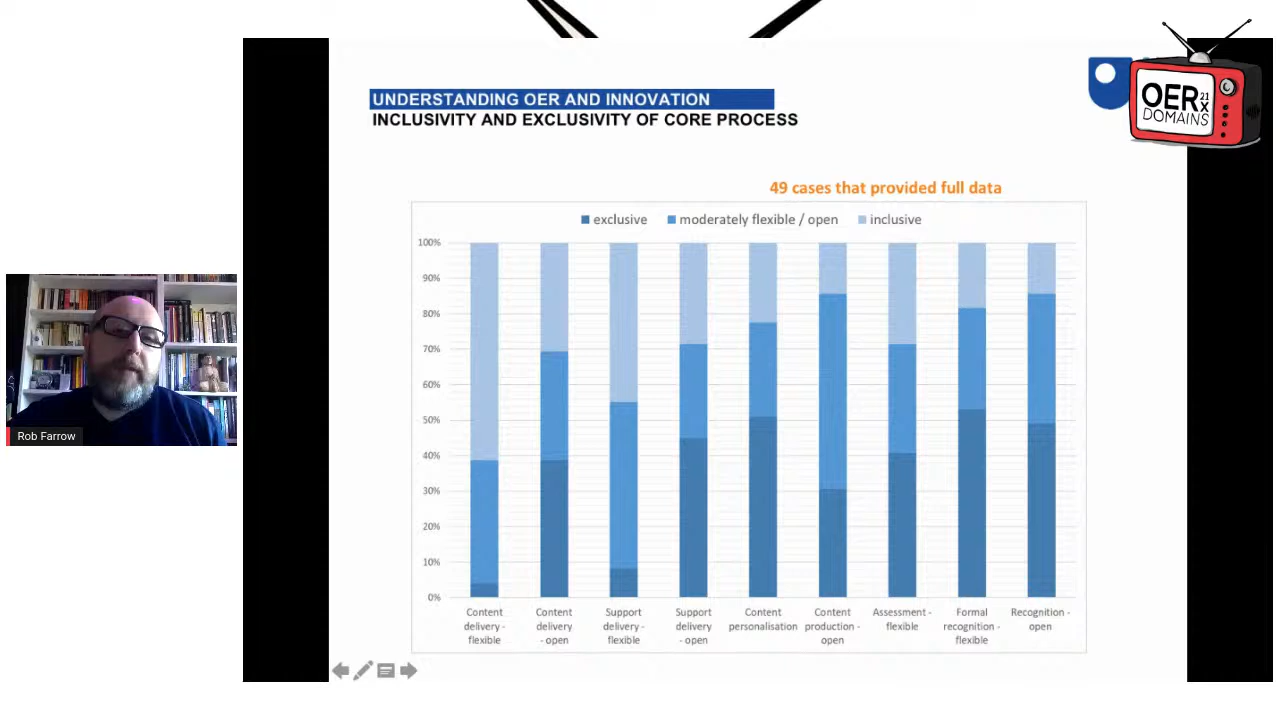 UNDERSTANDING OER AND INNOVATION
INCLUSIVITY AND EXCLUSIVITY OF CORE PROCESS
OER 21
x
DOMAINS
49 cases that provided full data
exclusive moderately flexible / open inclusive
100%
90%
80%
70%
60%
50%
40%
30%
20%
10%
0%
Content delivery - flexible
Content delivery - open
Support delivery - flexible
Support delivery - open
Content personalisation
Content production - open
Assessment - flexible
Formal recognition - flexible
Recognition - open
Rob Farrow